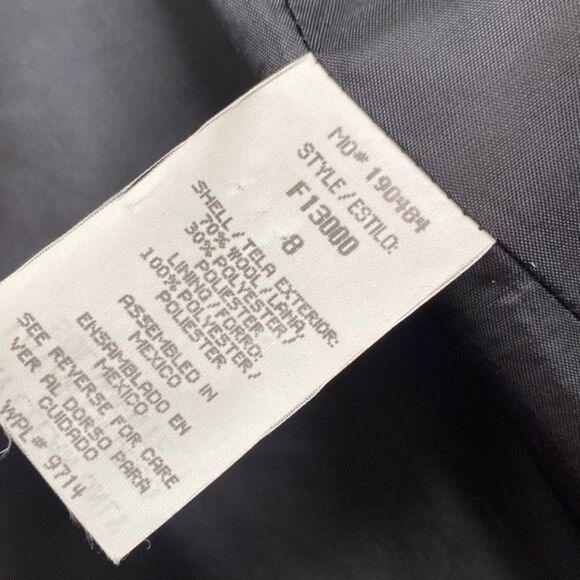 MO# 190484
STYLE/ESTILO:
F13000
8
SHELL/TELA EXTERIOR:
70% WOOL/LANA/
30% POLYESTER/
POLIESTER
LINING/FORRO:
100% POLYESTER/
POLIESTER
ASSEMBLED IN
MEXICO
ENSAMBLADO EN
MEXICO
SEE REVERSE FOR CARE
VER AL DORSO PARA
CUIDADO
WPL# 9714